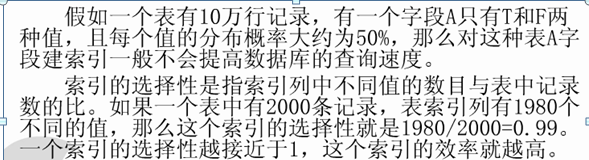 假如一个表有10万行记录，有一个字段A只有T和F两
种值，且每个值的分布概率大约为50%，那么对这种表A字
段建索引一般不会提高数据库的查询速度。
索引的选择性是指索引列中不同值的数目与表中记录
数的比。如果一个表中有2000条记录，表索引列有1980个
不同的值，那么这个索引的选择性就是1980/2000=0.99。
一个索引的选择性越接近于1，这个索引的效率就越高。